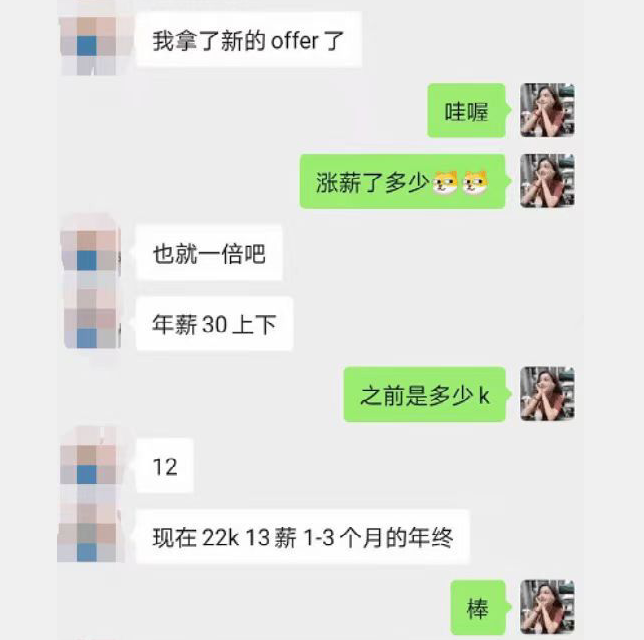 我拿了新的offer了
哇喔
涨薪了多少
也就一倍吧
年薪30上下
之前是多少k
12
现在22k 13薪 1-3个月的年终
棒